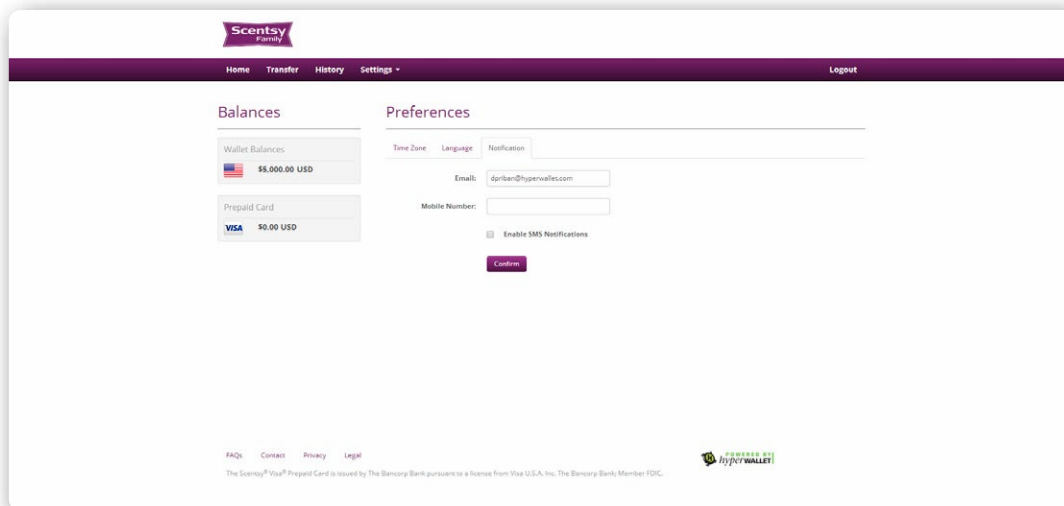 Scentsy
Family
Home Transfer History Settings Logout
Balances
Preferences
Wallet Balances
$5,000.00 USD
Prepaid Card
VISA $0.00 USD
Time Zone Language Notification
Email: dpriban@hyperwallet.com
Mobile Number:
Enable SMS Notifications
Confirm
FAQs Contact Privacy Legal
The Scentsy® Visa® Prepaid Card is issued by The Bancorp Bank pursuant to a license from Visa U.S.A. Inc. The Bancorp Bank; Member FDIC.
POWERED BY
hyperWALLET